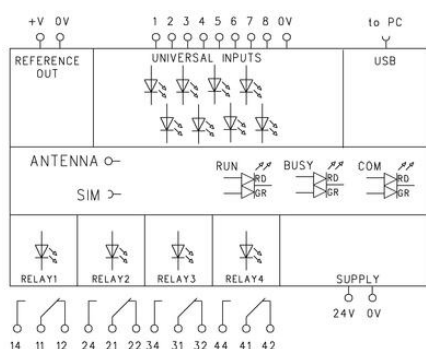 +V 0V 1 2 3 4 5 6 7 8 0V to PC
REFERENCE OUT UNIVERSAL INPUTS USB
ANTENNA RUN RD GR BUSY RD GR COM RD GR
SIM
RELAY1 RELAY2 RELAY3 RELAY4 SUPPLY
24V 0V
14 11 12 24 21 22 34 31 32 44 41 42